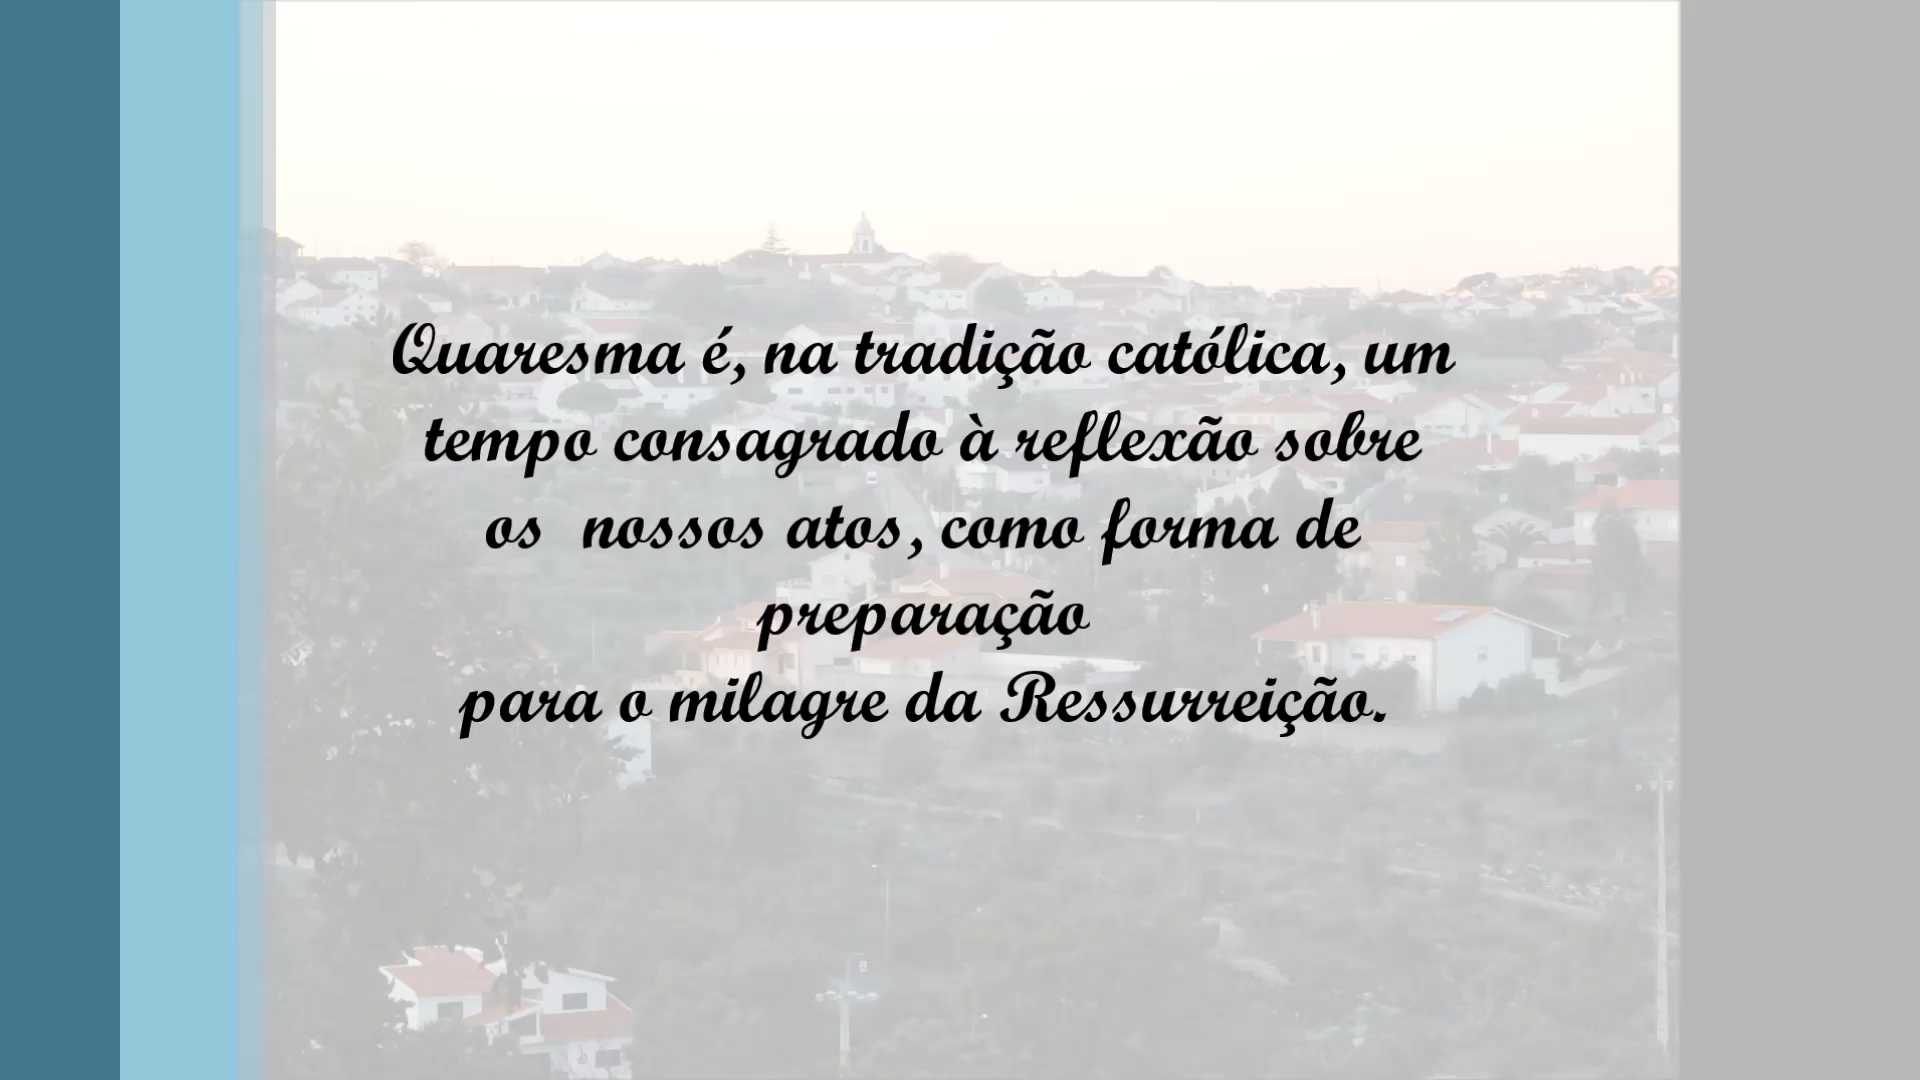 Quaresma é, na tradição católica, um
tempo consagrado à reflexão sobre
os  nossos atos, como forma de
preparação
para o milagre da Ressurreição.